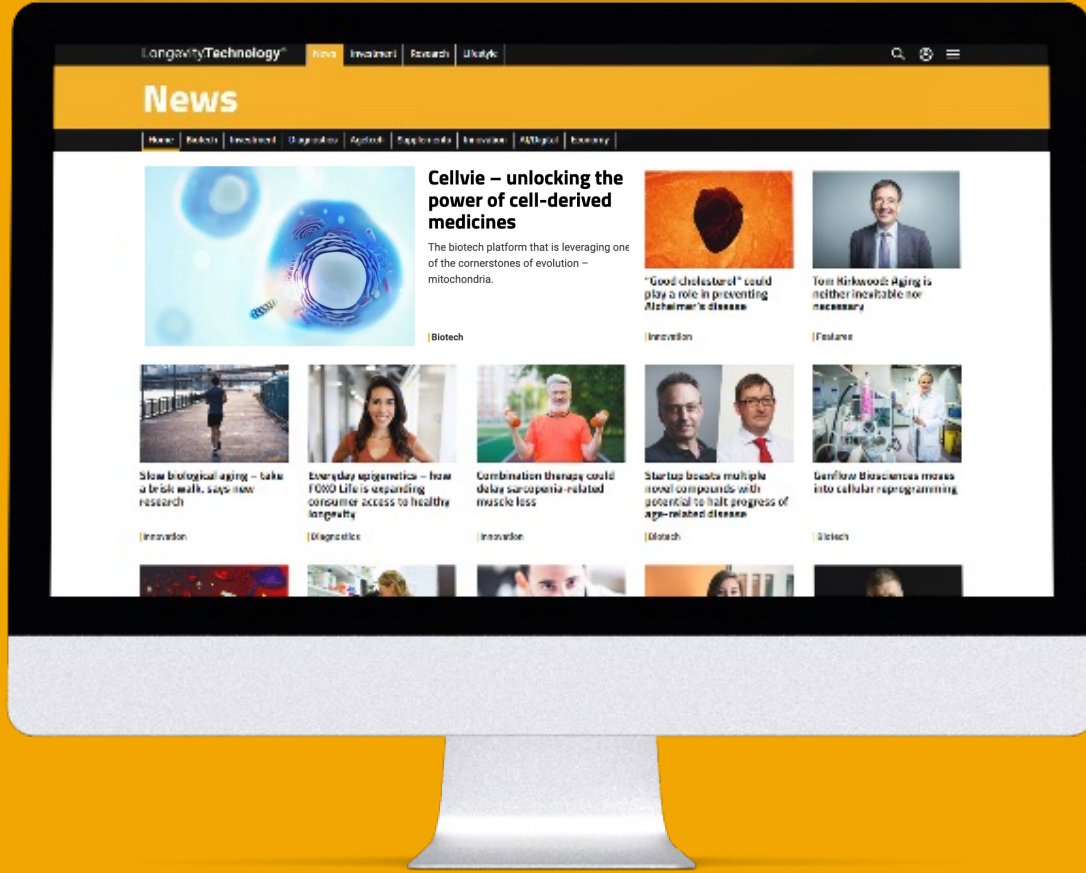 Longevity.Technology®
News
Investment
Research
Lifestyle
News
Home
Biotech
Investment
Diagnostics
Agetech
Supplements
Innovation
AI/Digital
Economy
Cellvie – unlocking the
power of cell-derived
medicines
The biotech platform that is leveraging one
of the cornerstones of evolution –
mitochondria.
Biotech
"Good cholesterol" could
play a role in preventing
Alzheimer's disease
Innovation
Tom Kirkwood: Aging is
neither inevitable nor
necessary
Features
Slow biological aging – take
a brisk walk, says new
research
Innovation
Everyday epigenetics – how
FOXO Life is expanding
consumer access to healthy
longevity
Diagnostics
Combination therapy could
delay sarcopenia-related
muscle loss
Innovation
Startup boasts multiple
novel compounds with
potential to halt progress of
age-related disease
Biotech
Genflow Biosciences moves
into cellular reprogramming
Biotech